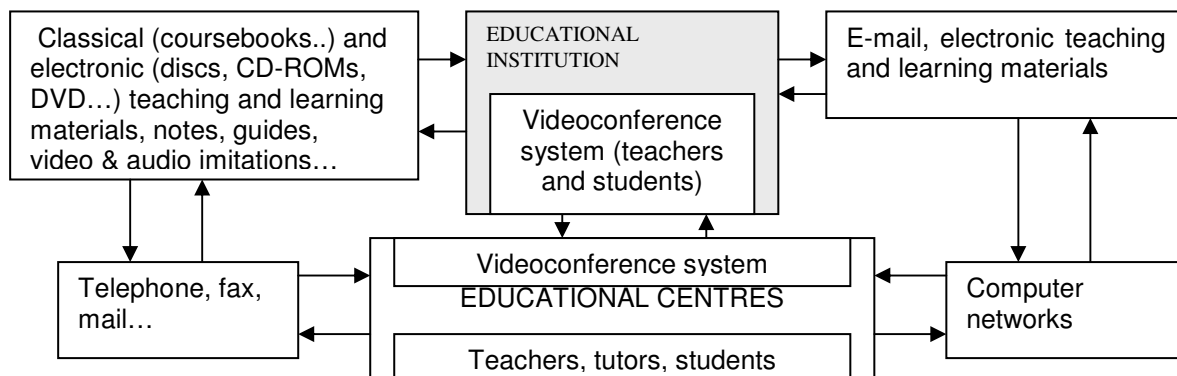 Classical (coursebooks..) and
electronic (discs, CD-ROMs,
DVD…) teaching and learning
materials, notes, guides,
video & audio imitations…
EDUCATIONAL
INSTITUTION
Videoconference
system (teachers
and students)
E-mail, electronic teaching
and learning materials
Telephone, fax,
mail…
Videoconference system
EDUCATIONAL CENTRES
Teachers, tutors, students
Computer
networks